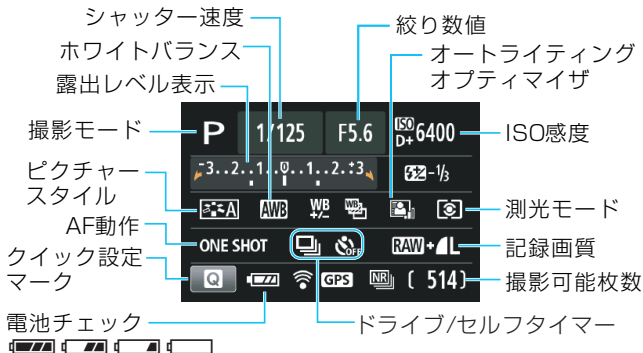 シャッター速度
絞り数値
ホワイトバランス
オートライティング
オプティマイザ
露出レベル表示
撮影モード
P 1/125 F5.6 ISO D+ 6400
ISO感度
-3..2..1..0..1..2.+3
-1/3
ピクチャー
スタイル
A AWB WB +/- WB
測光モード
AF動作
ONE SHOT OFF RAW+L
記録画質
クイック設定
マーク
Q GPS NR ( 514)
撮影可能枚数
電池チェック
ドライブ/セルフタイマー